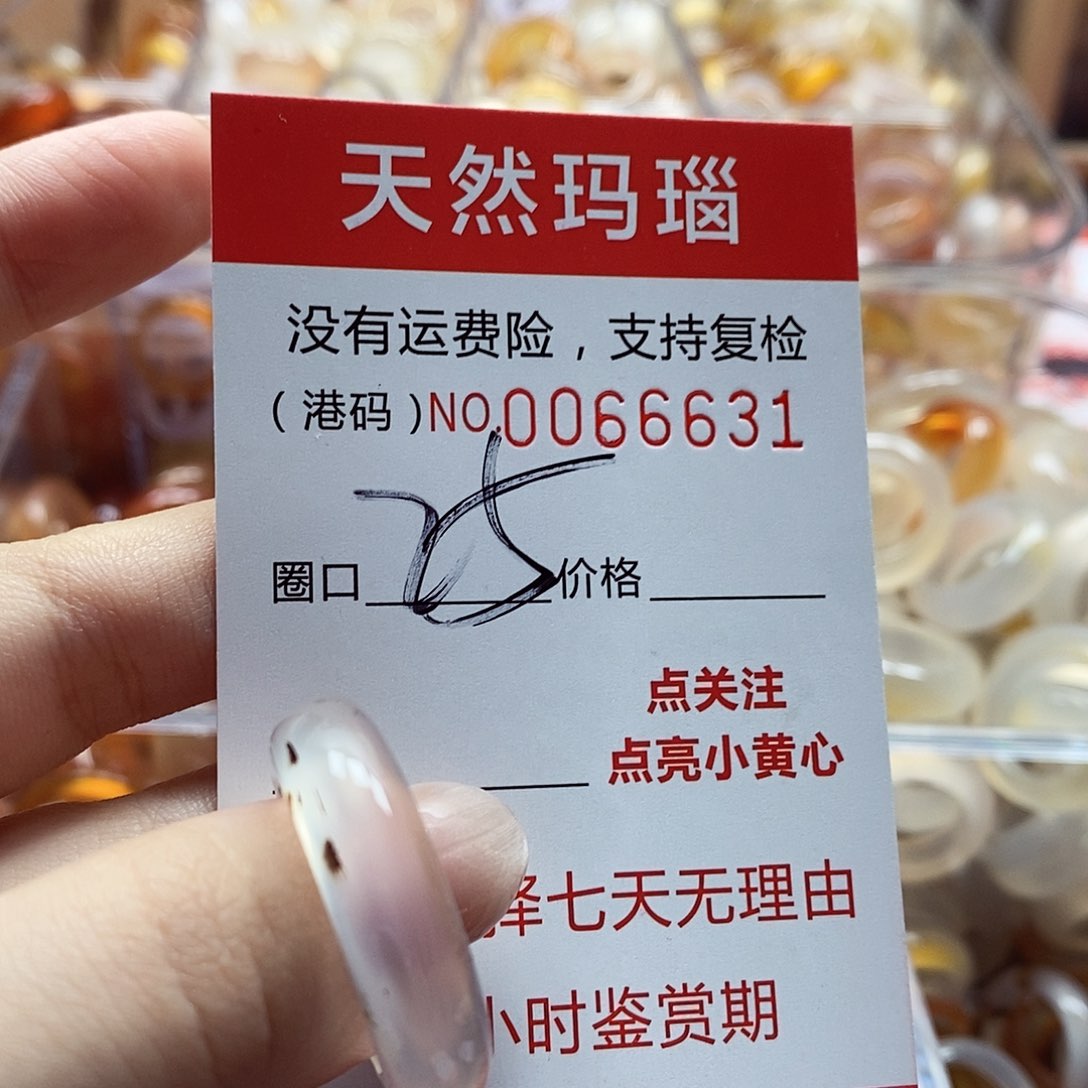 天然玛瑙
没有运费险，支持复检
(港码)NO.0066631
圈口 价格
点关注
点亮小黄心
择七天无理由
小时鉴赏期